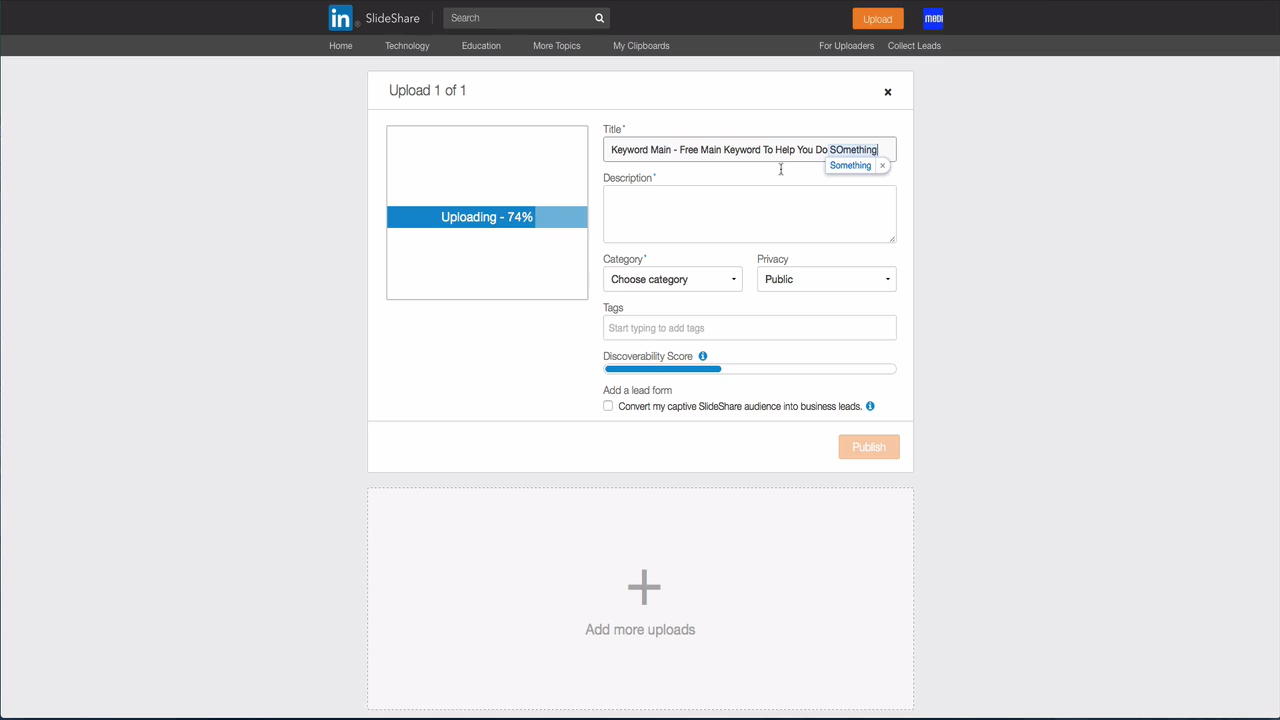 in SlideShare Search Upload MODI
Home Technology Education More Topics My Clipboards For Uploaders Collect Leads
Upload 1 of 1 ×
Title*
Keyword Main - Free Main Keyword To Help You Do SOmething
Something ×
Description*
Uploading - 74%
Category* Privacy
Choose category Public
Tags
Start typing to add tags
Discoverability Score i
Add a lead form
Convert my captive SlideShare audience into business leads. i
Publish
Add more uploads